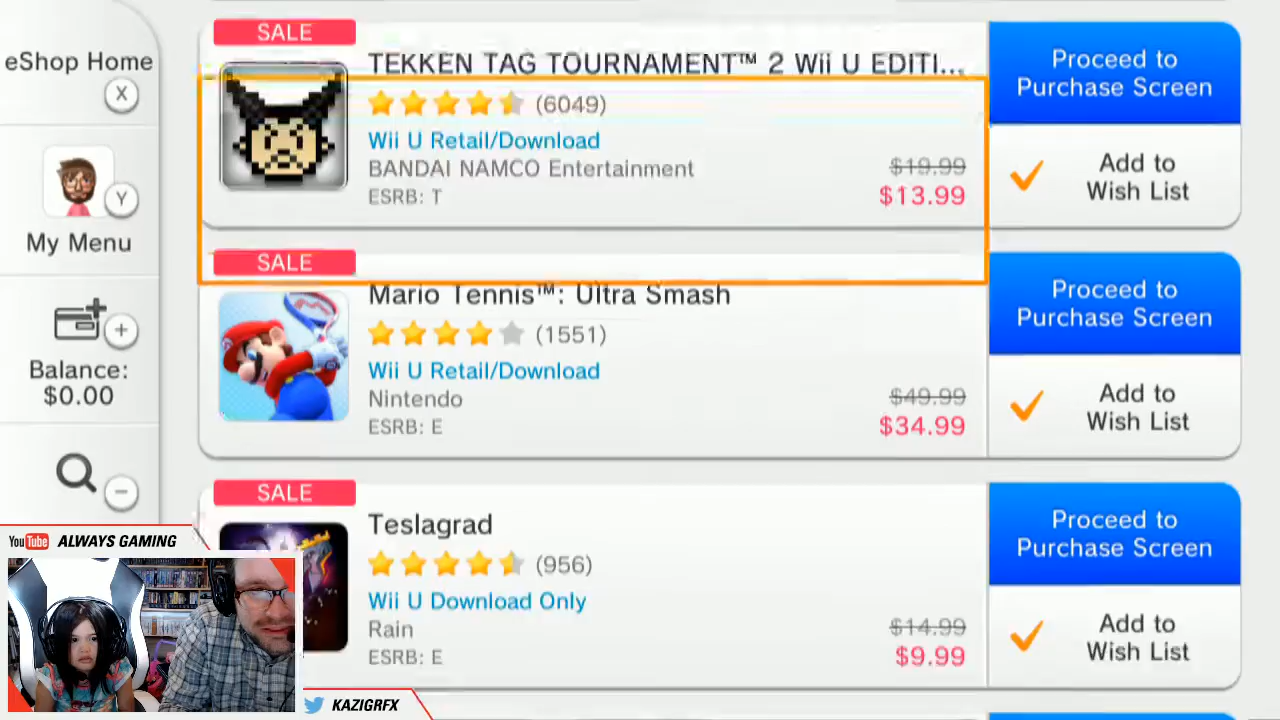 eShop Home
X
Y
My Menu
+
Balance:
$0.00
−
SALE
TEKKEN TAG TOURNAMENT™ 2 Wii U EDITI...
(6049)
Wii U Retail/Download
BANDAI NAMCO Entertainment
ESRB: T
$19.99
$13.99
Proceed to
Purchase Screen
Add to
Wish List
SALE
Mario Tennis™: Ultra Smash
(1551)
Wii U Retail/Download
Nintendo
ESRB: E
$49.99
$34.99
Proceed to
Purchase Screen
Add to
Wish List
SALE
Teslagrad
(956)
Wii U Download Only
Rain
ESRB: E
$14.99
$9.99
Proceed to
Purchase Screen
Add to
Wish List
YouTube ALWAYS GAMING
KAZIGRFX